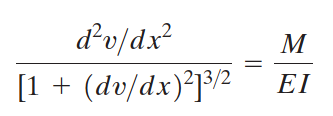 d²v/dx² / [1 + (dv/dx)²]³/² = M / EI